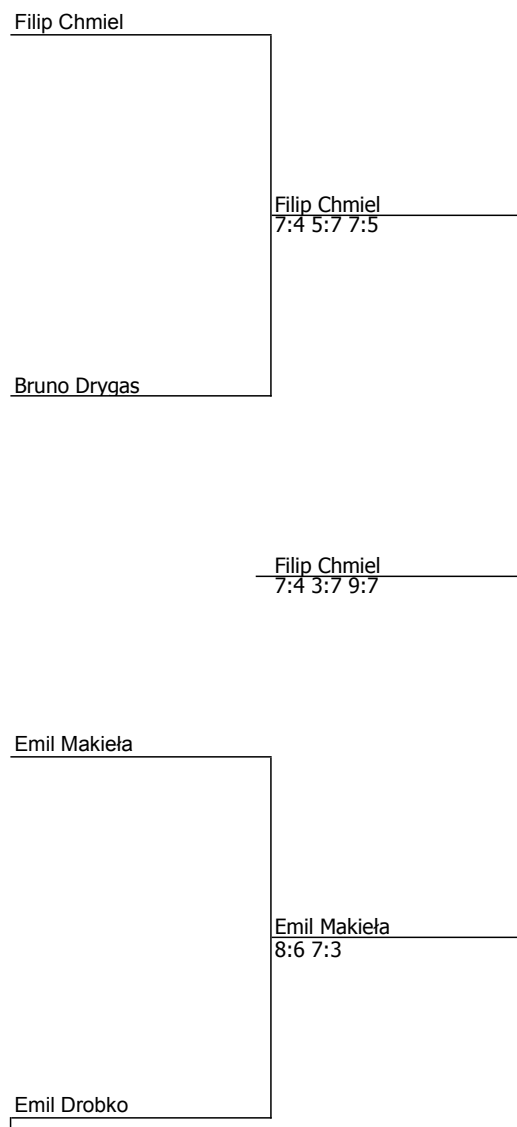 Filip Chmiel
Filip Chmiel
7:4 5:7 7:5
Bruno Drygas
Filip Chmiel
7:4 3:7 9:7
Emil Makieła
Emil Makieła
8:6 7:3
Emil Drobko